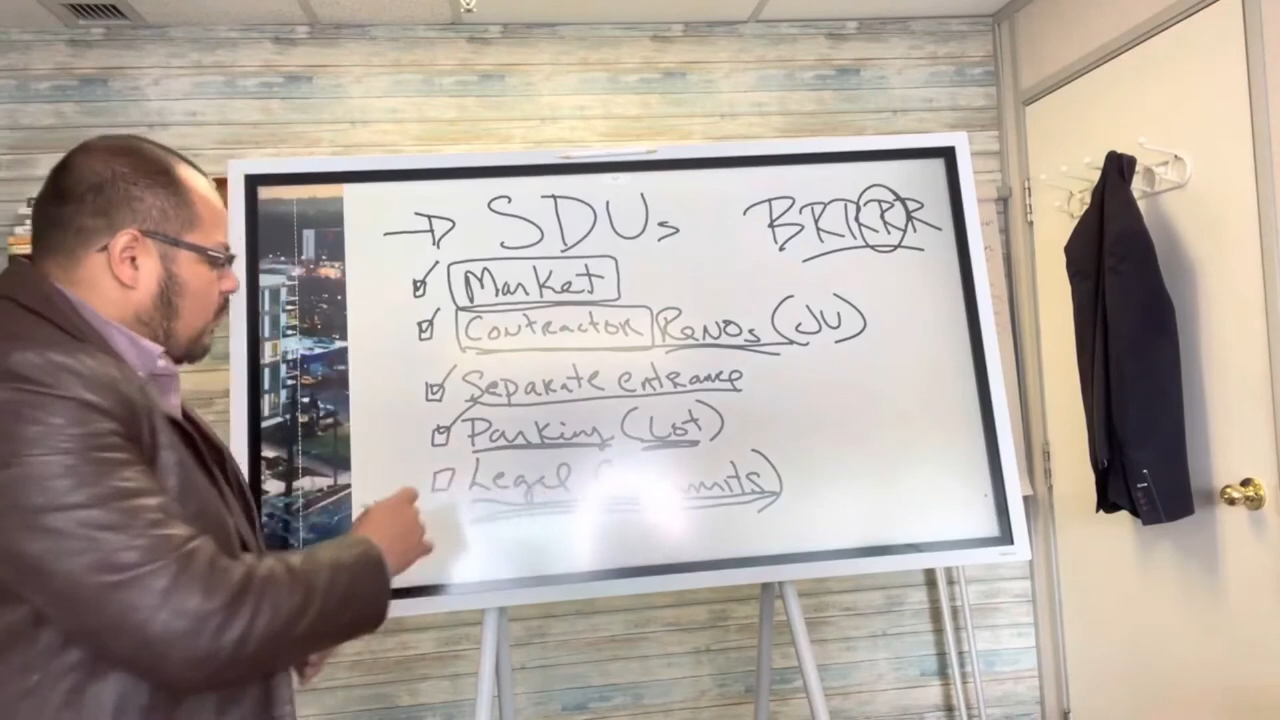 → SDUs BRRRR
Market
Contractor Renos (JV)
Separate entrance
Parking (Lot)
Legal